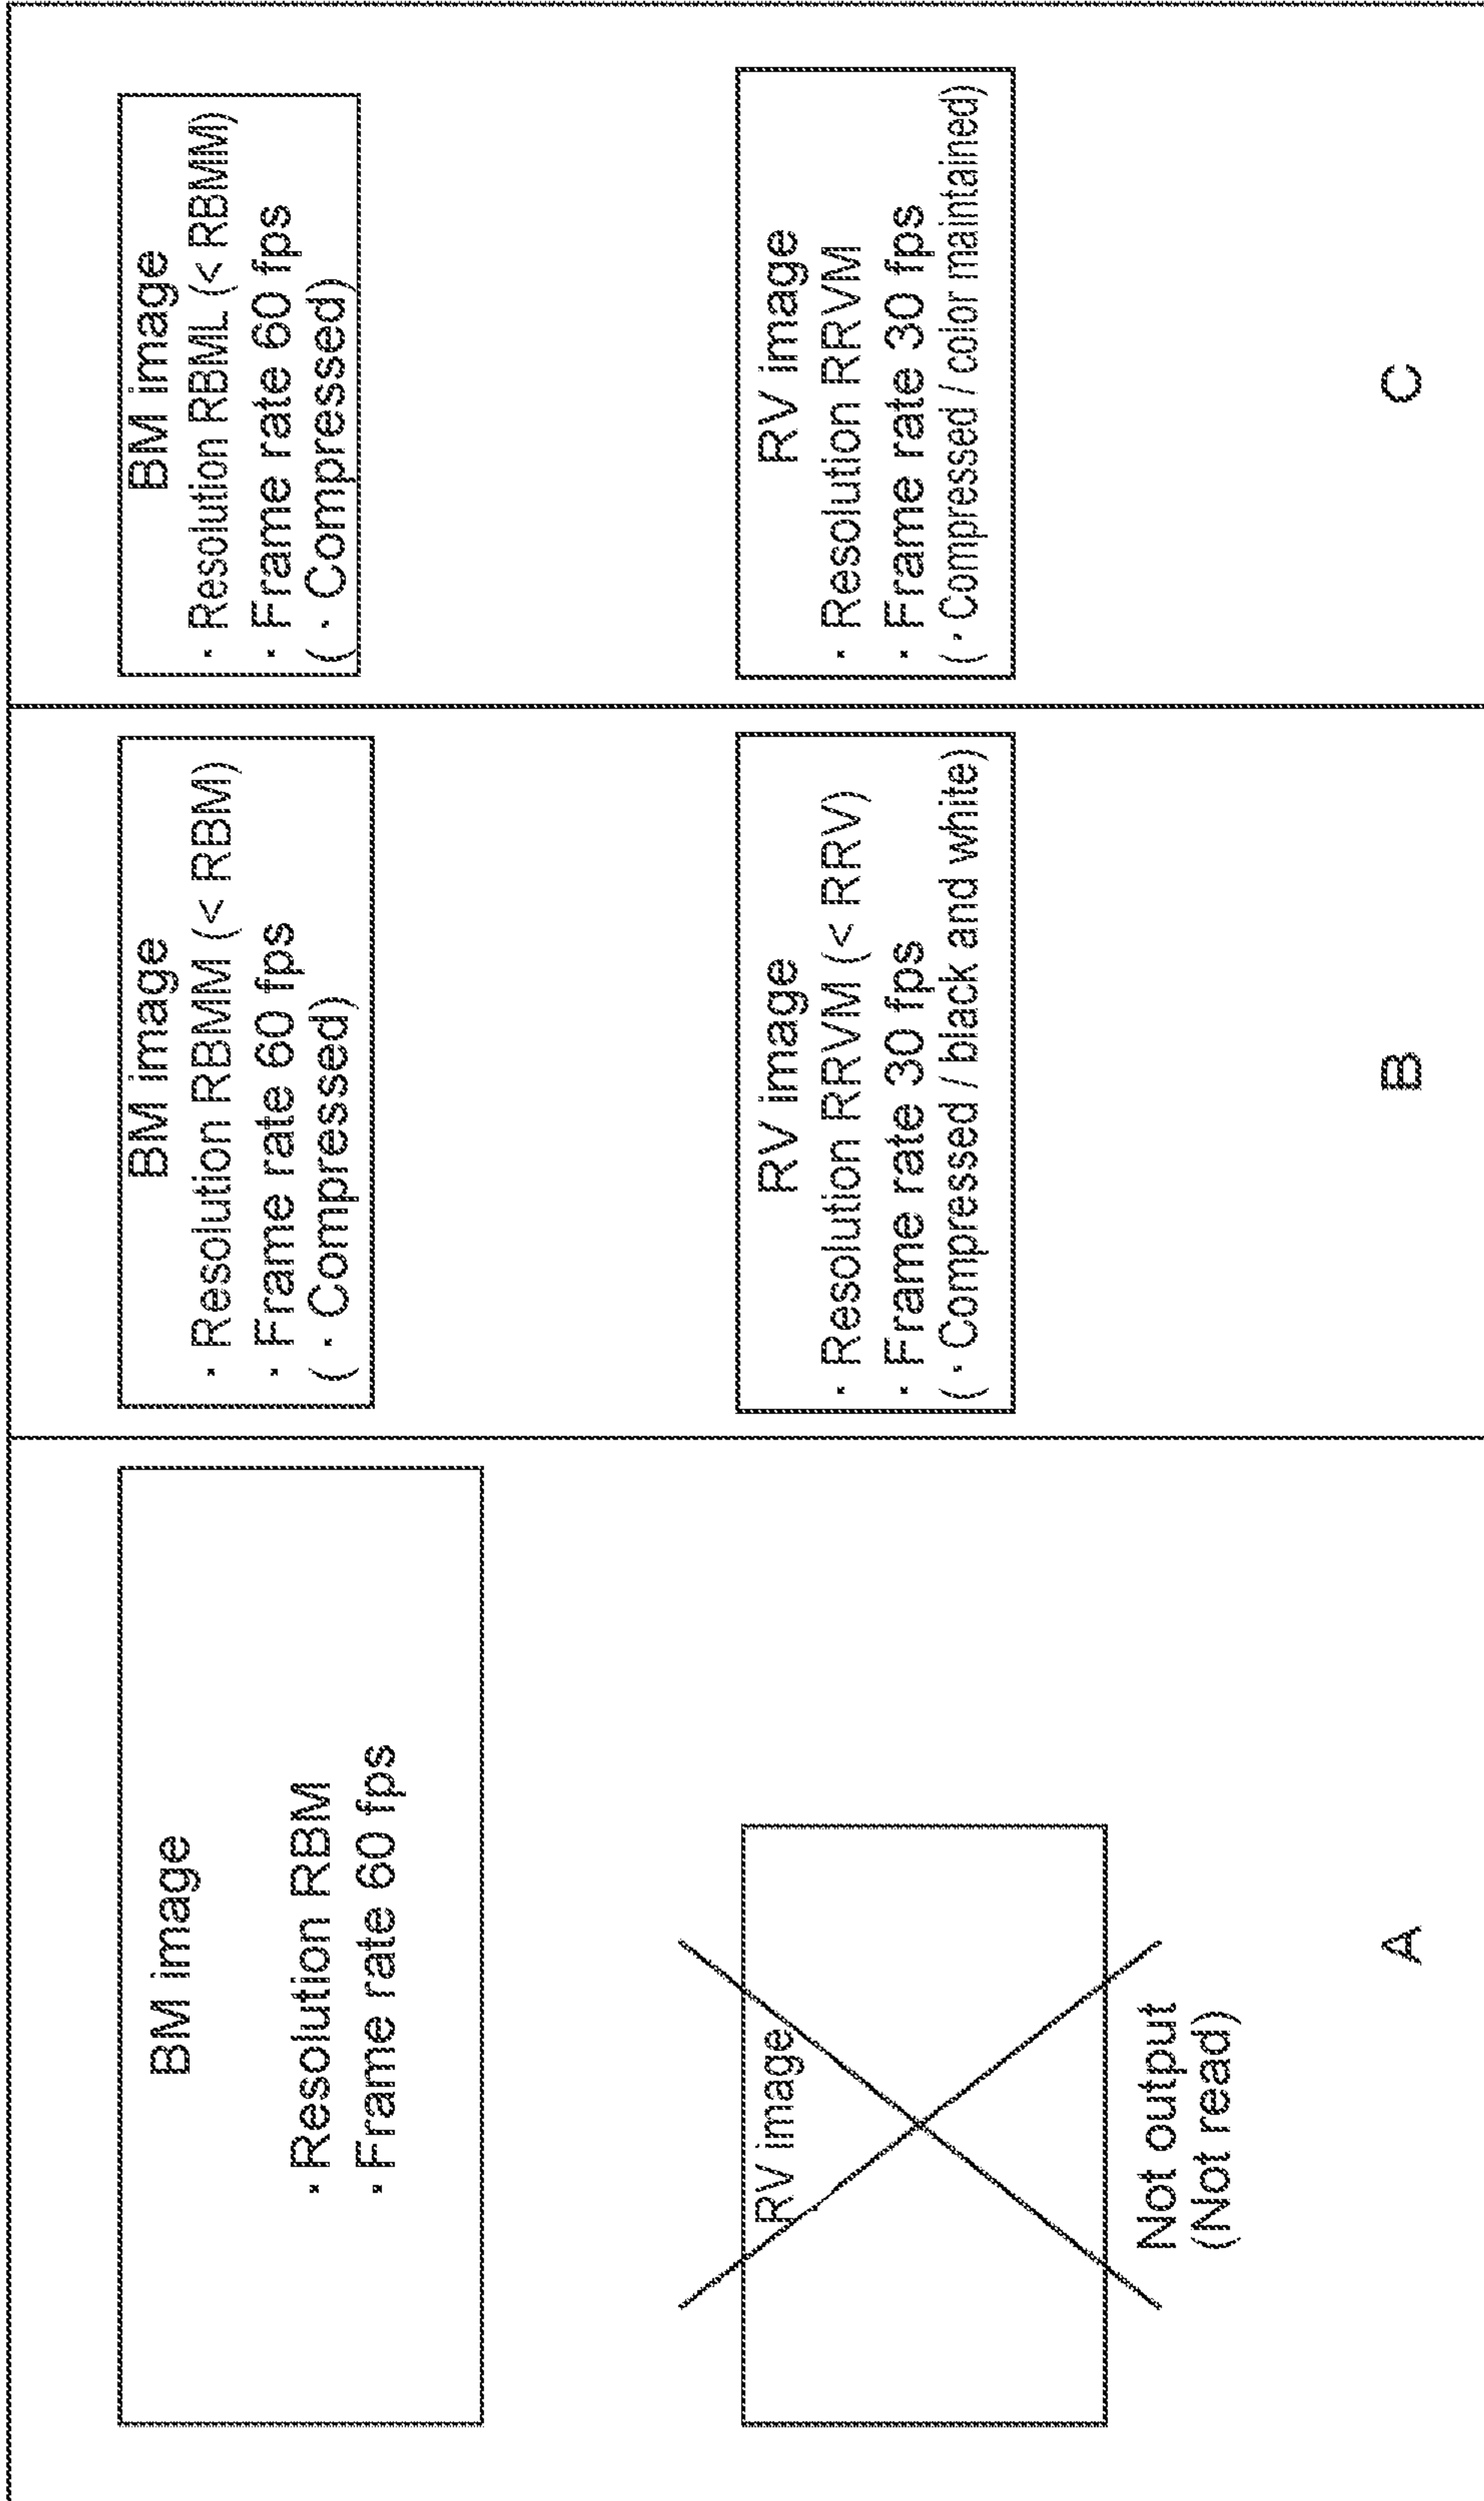 BM image
· Resolution RBM
· Frame rate 60 fps
RV image
Not output
(Not read)
A
BM image
· Resolution RBMM (< RBM)
· Frame rate 60 fps
( · Compressed)
RV image
· Resolution RRVM (< RRV)
· Frame rate 30 fps
( · Compressed / black and white)
B
BM image
· Resolution RBML (< RBMM)
· Frame rate 60 fps
( · Compressed)
RV image
· Resolution RRVM
· Frame rate 30 fps
( · Compressed / color maintained)
C